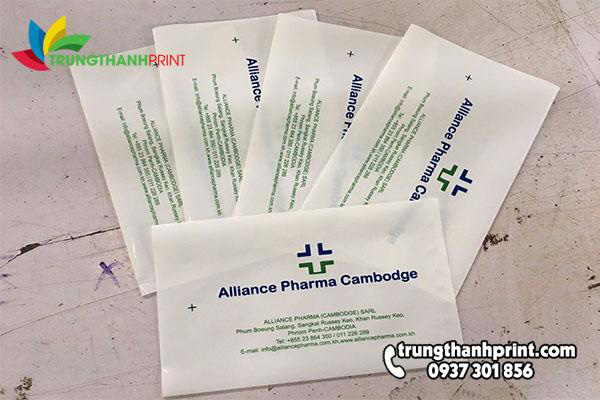 TRUNGTHANHPRINT
Alliance Pharma Cambodge
ALLIANCE PHARMA (CAMBODGE) SARL
Phum Boeung Salang, Sangkat Russey Keo, Khan Russey Keo,
Phnom Penh-CAMBODIA
Tel: +855 23 864 350 / 011 226 289
E-mail: info@alliancepharma.com.kh,www.alliancepharma.com.kh
trungthanhprint.com
0937 301 856